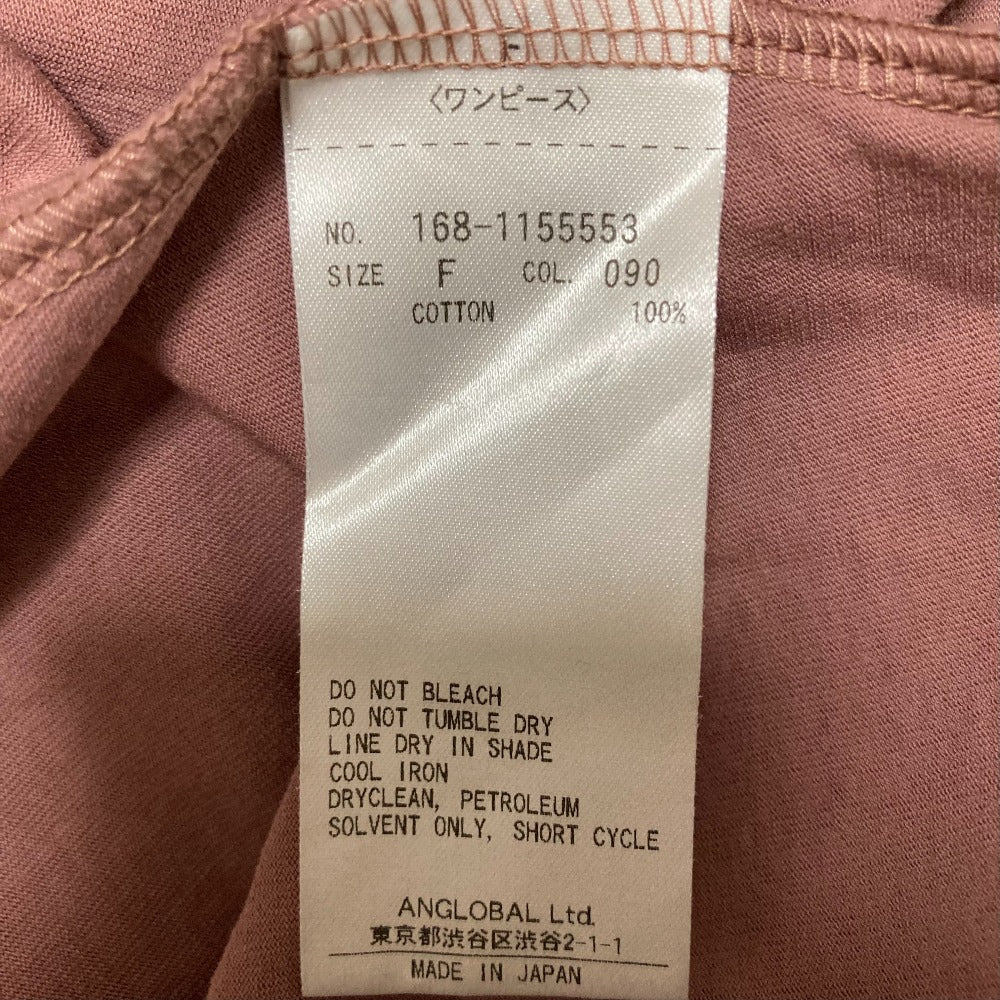 F
〈ワンピース〉
NO. 168-1155553
SIZE F COL. 090
COTTON 100%
DO NOT BLEACH
DO NOT TUMBLE DRY
LINE DRY IN SHADE
COOL IRON
DRYCLEAN, PETROLEUM
SOLVENT ONLY, SHORT CYCLE
ANGLOBAL Ltd.
東京都渋谷区渋谷2-1-1
MADE IN JAPAN